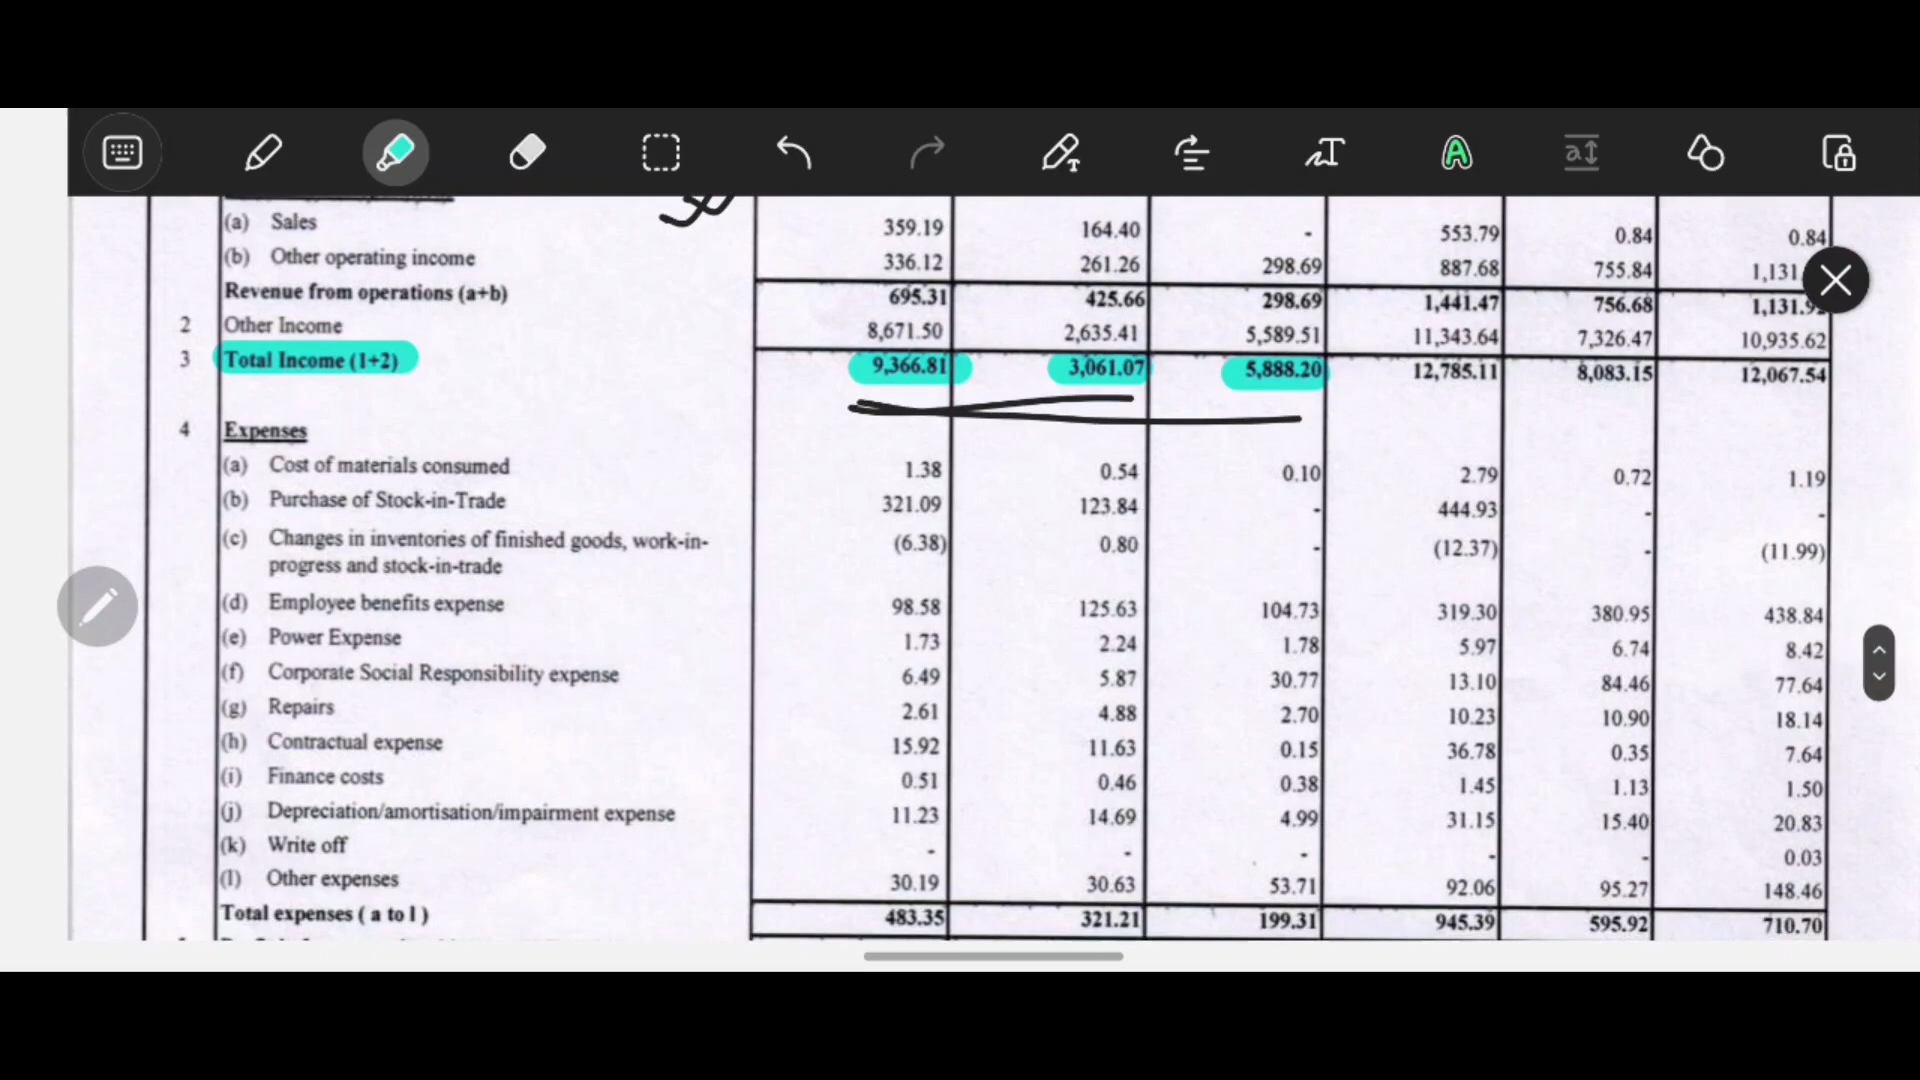 (a) Sales 359.19 164.40 - 553.79 0.84 0.84
(b) Other operating income 336.12 261.26 298.69 887.68 755.84 1,131.
Revenue from operations (a+b) 695.31 425.66 298.69 1,441.47 756.68 1,131.9
2 Other Income 8,671.50 2,635.41 5,589.51 11,343.64 7,326.47 10,935.62
3 Total Income (1+2) 9,366.81 3,061.07 5,888.20 12,785.11 8,083.15 12,067.54
4 Expenses
(a) Cost of materials consumed 1.38 0.54 0.10 2.79 0.72 1.19
(b) Purchase of Stock-in-Trade 321.09 123.84 - 444.93 - -
(c) Changes in inventories of finished goods, work-in- (6.38) 0.80 - (12.37) - (11.99)
progress and stock-in-trade
(d) Employee benefits expense 98.58 125.63 104.73 319.30 380.95 438.84
(e) Power Expense 1.73 2.24 1.78 5.97 6.74 8.42
(f) Corporate Social Responsibility expense 6.49 5.87 30.77 13.10 84.46 77.64
(g) Repairs 2.61 4.88 2.70 10.23 10.90 18.14
(h) Contractual expense 15.92 11.63 0.15 36.78 0.35 7.64
(i) Finance costs 0.51 0.46 0.38 1.45 1.13 1.50
(j) Depreciation/amortisation/impairment expense 11.23 14.69 4.99 31.15 15.40 20.83
(k) Write off - - - - - 0.03
(l) Other expenses 30.19 30.63 53.71 92.06 95.27 148.46
Total expenses ( a to l ) 483.35 321.21 199.31 945.39 595.92 710.70